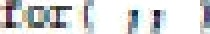 for( ;; )